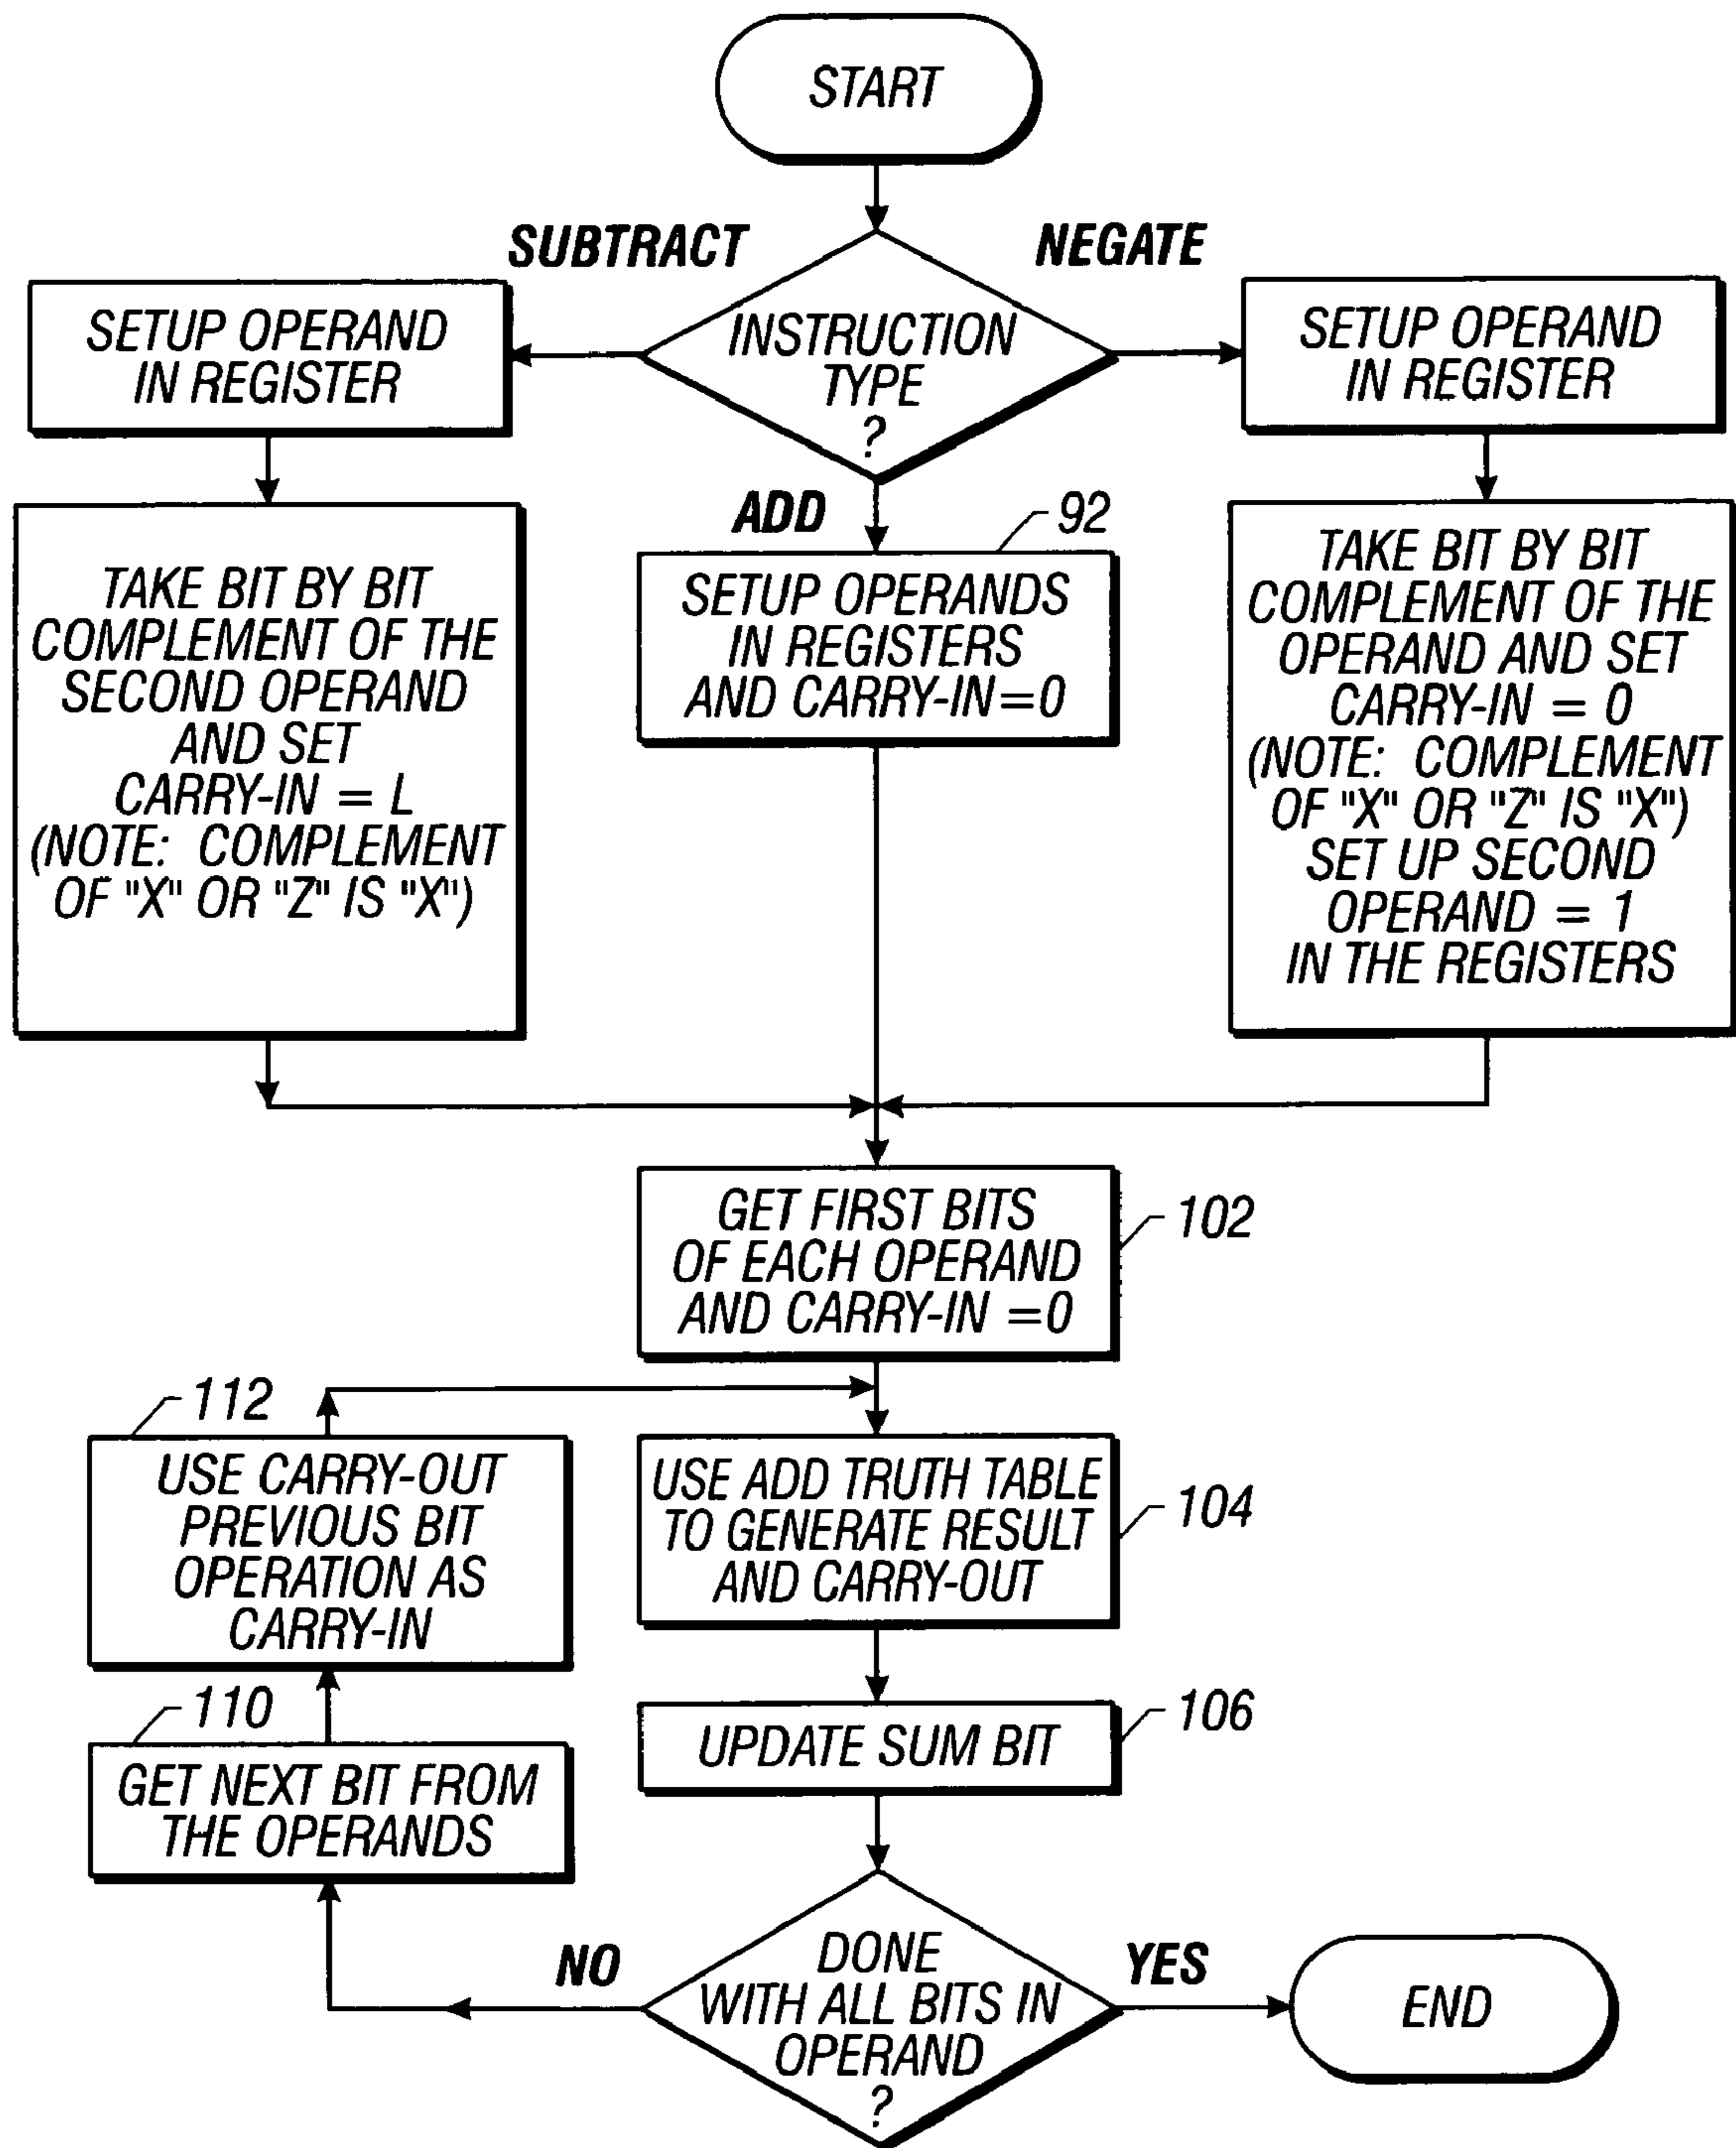 START
SUBTRACT
NEGATE
INSTRUCTION
TYPE
?
SETUP OPERAND
IN REGISTER
SETUP OPERAND
IN REGISTER
ADD
92
TAKE BIT BY BIT
COMPLEMENT OF THE
SECOND OPERAND
AND SET
CARRY-IN = L
(NOTE: COMPLEMENT
OF "X" OR "Z" IS "X")
SETUP OPERANDS
IN REGISTERS
AND CARRY-IN=0
TAKE BIT BY BIT
COMPLEMENT OF THE
OPERAND AND SET
CARRY-IN = 0
(NOTE: COMPLEMENT
OF "X" OR "Z" IS "X")
SET UP SECOND
OPERAND = 1
IN THE REGISTERS
GET FIRST BITS
OF EACH OPERAND
AND CARRY-IN =0
102
112
USE CARRY-OUT
PREVIOUS BIT
OPERATION AS
CARRY-IN
USE ADD TRUTH TABLE
TO GENERATE RESULT
AND CARRY-OUT
104
110
GET NEXT BIT FROM
THE OPERANDS
UPDATE SUM BIT
106
NO
DONE
WITH ALL BITS IN
OPERAND
?
YES
END